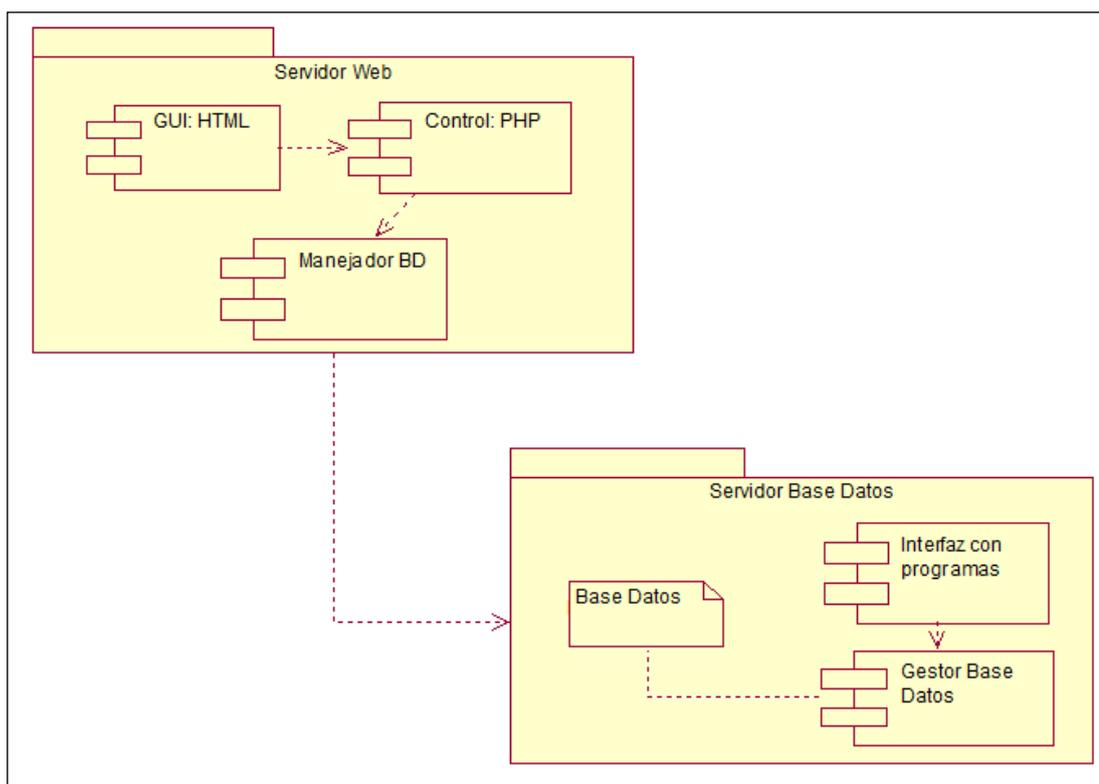 Servidor Web
GUI: HTML
Control: PHP
Manejador BD
Servidor Base Datos
Interfaz con
programas
Base Datos
Gestor Base
Datos